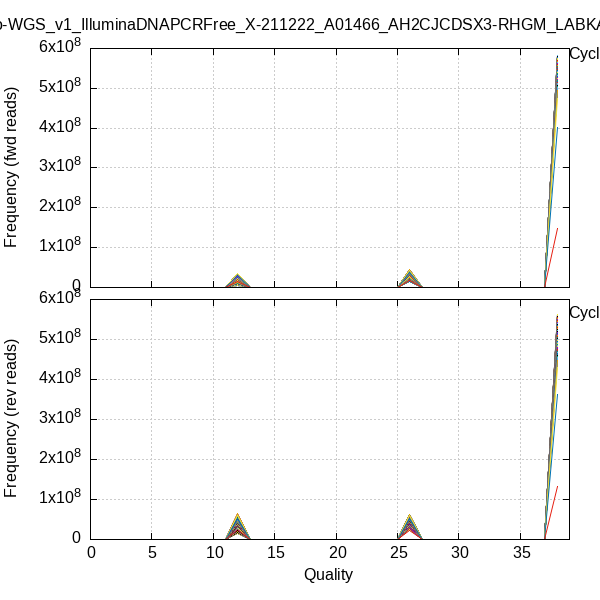 o-WGS_v1_IlluminaDNAPCRFree_X-211222_A01466_AH2CJCDSX3-RHGM_LABKA
Cycl
Frequency (fwd reads)
6x10^8
5x10^8
4x10^8
3x10^8
2x10^8
1x10^8
0
Cycl
Frequency (rev reads)
6x10^8
5x10^8
4x10^8
3x10^8
2x10^8
1x10^8
0
0 5 10 15 20 25 30 35
Quality